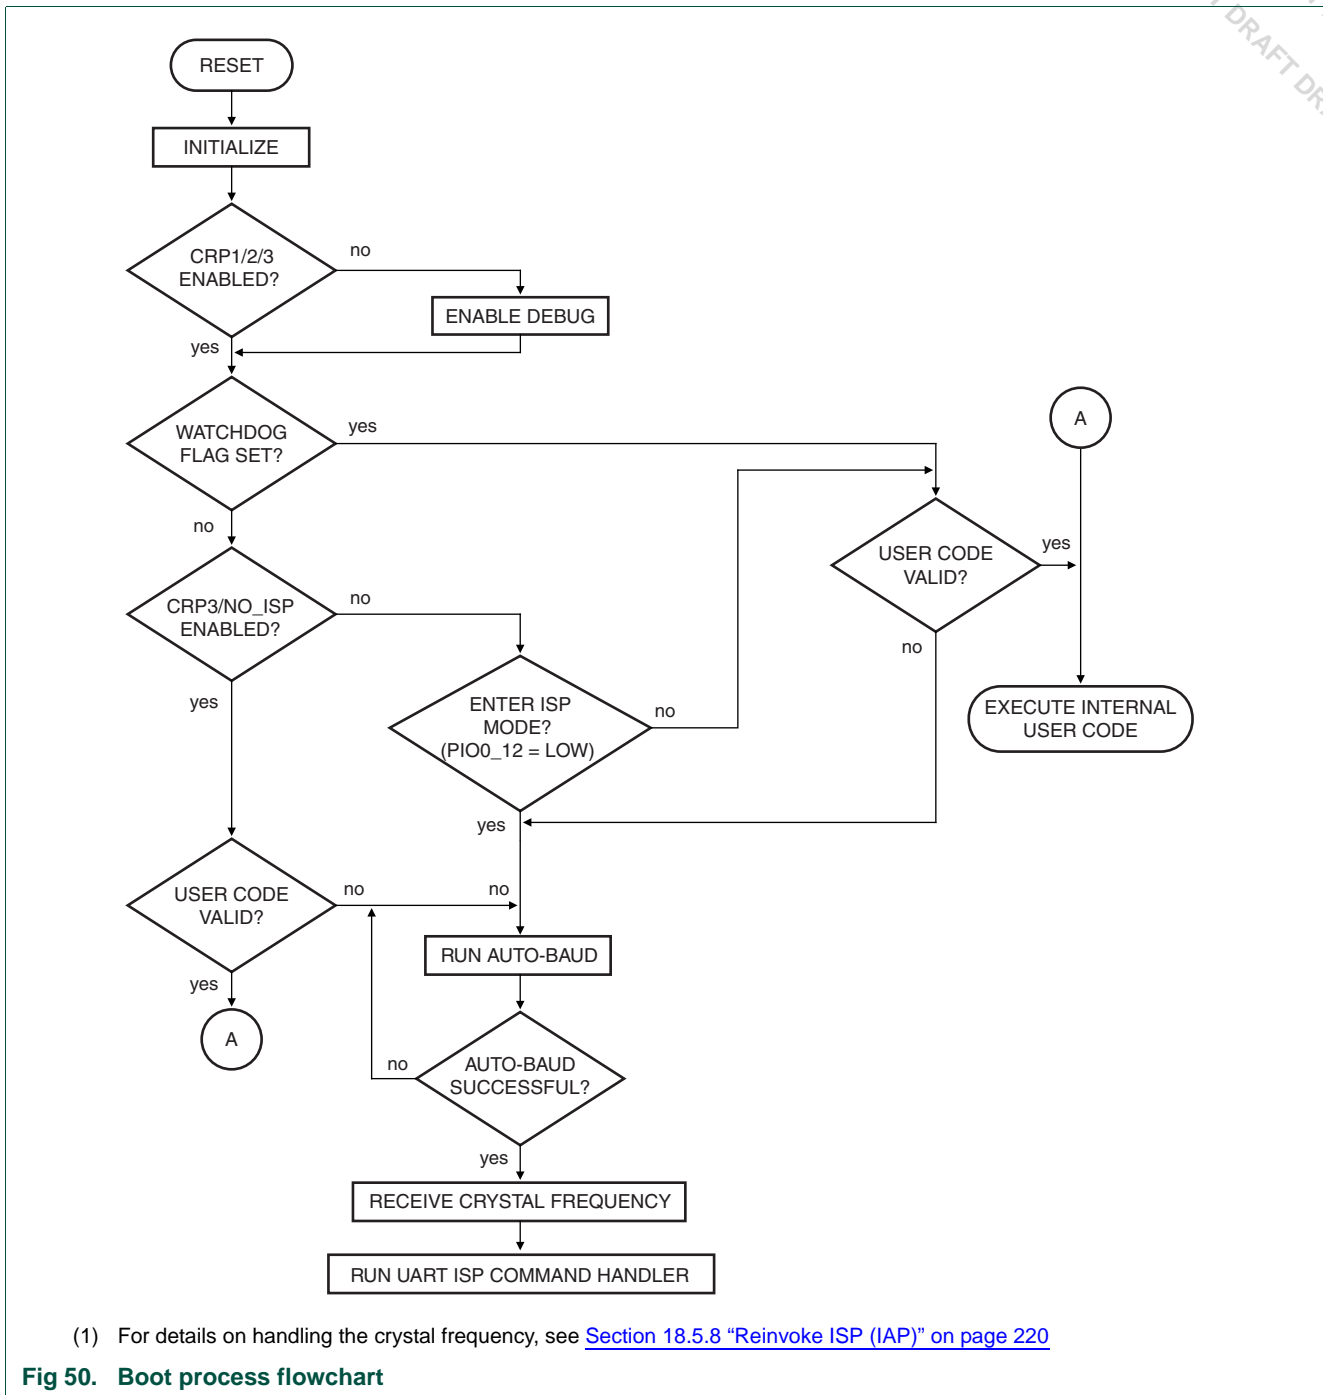 DRAFT
RESET
INITIALIZE
CRP1/2/3
ENABLED?
no
ENABLE DEBUG
yes
WATCHDOG
FLAG SET?
yes
A
no
USER CODE
VALID?
yes
no
CRP3/NO_ISP
ENABLED?
no
yes
ENTER ISP
MODE?
(PIO0_12 = LOW)
no
EXECUTE INTERNAL
USER CODE
yes
USER CODE
VALID?
no
no
yes
A
RUN AUTO-BAUD
AUTO-BAUD
SUCCESSFUL?
no
yes
RECEIVE CRYSTAL FREQUENCY
RUN UART ISP COMMAND HANDLER
(1) For details on handling the crystal frequency, see Section 18.5.8 “Reinvoke ISP (IAP)” on page 220
Fig 50. Boot process flowchart